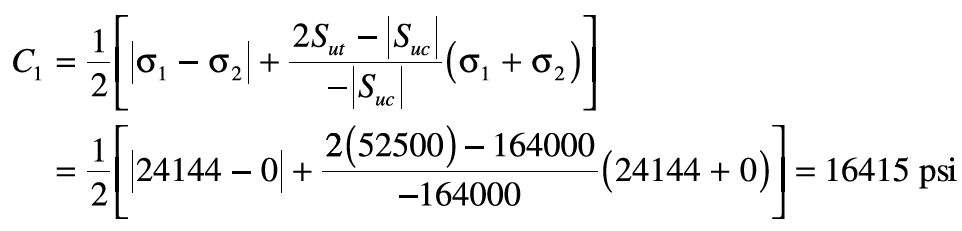 C₁ = 1/2 [ |σ₁ − σ₂| + (2Sᵤₜ − |S_uc|)/(−|S_uc|) (σ₁ + σ₂) ]
= 1/2 [ |24144 − 0| + (2(52500) − 164000)/(−164000) (24144 + 0) ] = 16415 psi